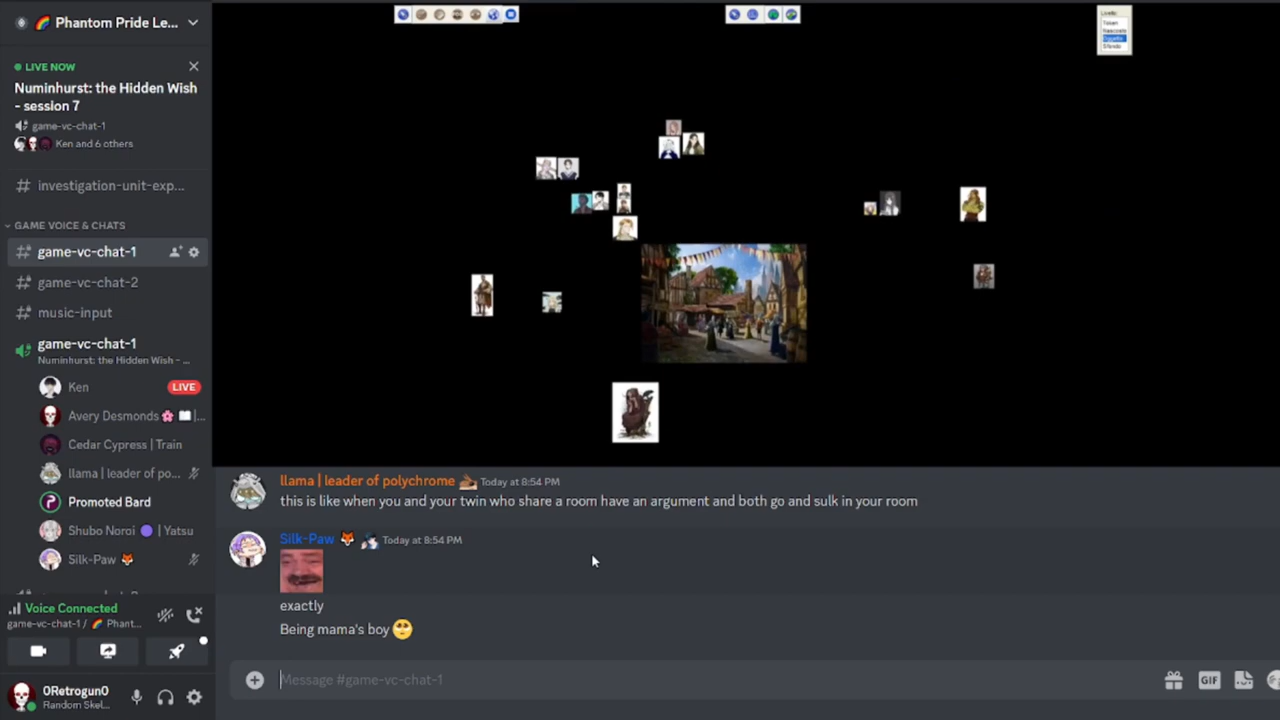 Phantom Pride Le...
LIVE NOW
Numinhurst: the Hidden Wish
- session 7
game-vc-chat-1
Ken and 6 others
investigation-unit-exp...
GAME VOICE & CHATS
game-vc-chat-1
game-vc-chat-2
music-input
game-vc-chat-1
Numinhurst: the Hidden Wish - ...
Ken LIVE
Avery Desmonds 🌸 📖 |...
Cedar Cypress | Train
llama | leader of po...
Promoted Bard
Shubo Noroi 🟣 | Yatsu
Silk-Paw 🦊
Voice Connected
game-vc-chat-1 / 🌈 Phant...
0Retrogun0
Random Skel...
llama | leader of polychrome Today at 8:54 PM
this is like when you and your twin who share a room have an argument and both go and sulk in your room
Silk-Paw 🦊 Today at 8:54 PM
exactly
Being mama's boy 🥺
Message #game-vc-chat-1
GIF